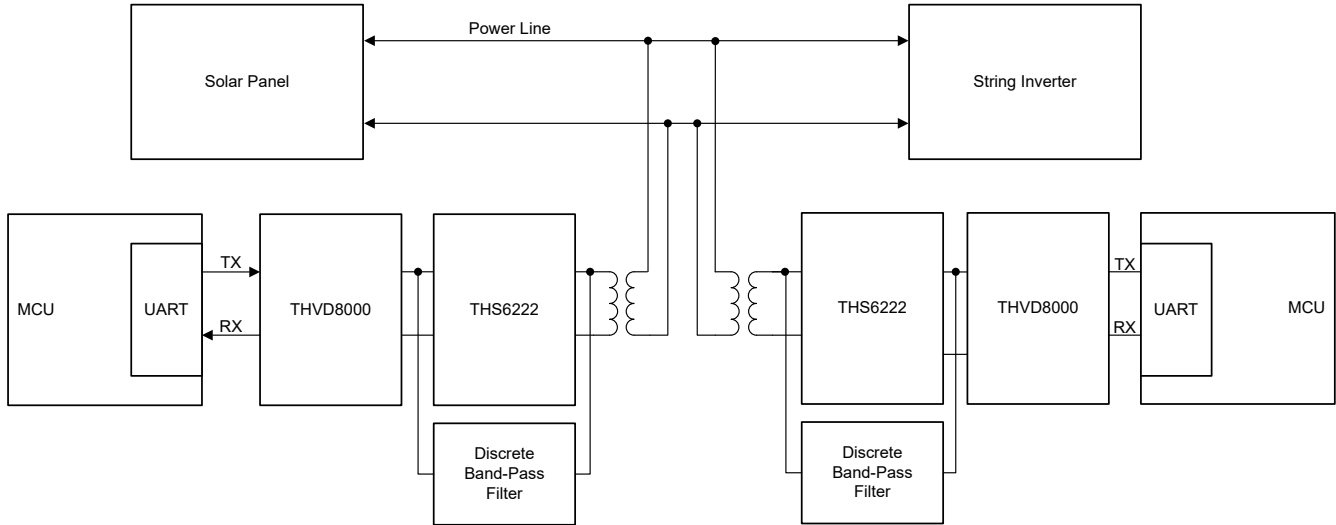 Power Line
Solar Panel
String Inverter
MCU
UART
TX
RX
THVD8000
THS6222
Discrete
Band-Pass
Filter
THS6222
THVD8000
TX
RX
UART
MCU
Discrete
Band-Pass
Filter